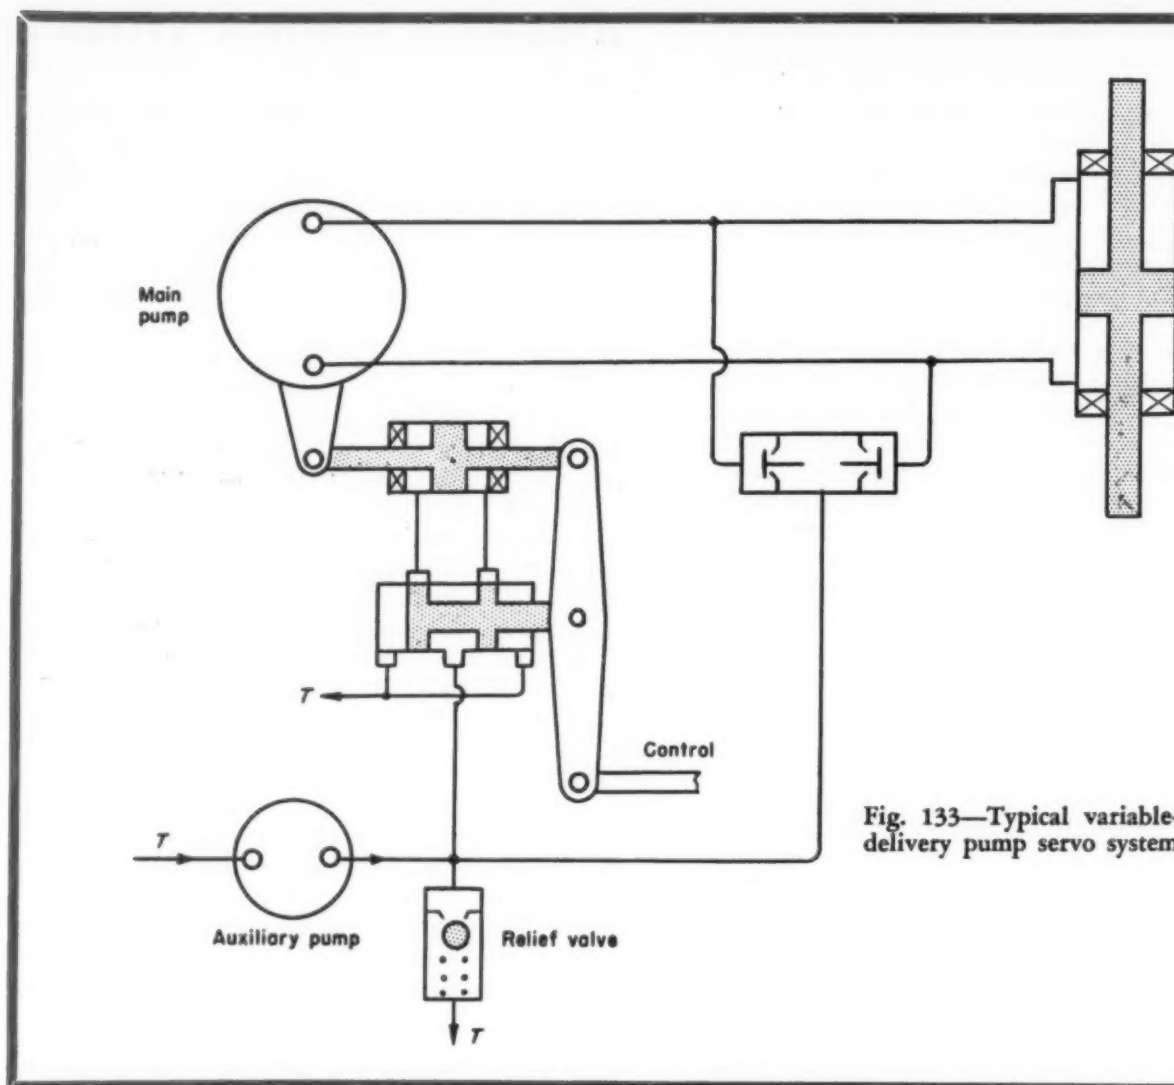 Main
pump
T
Control
T
Auxiliary pump
Relief valve
T
Fig. 133—Typical variable-
delivery pump servo system